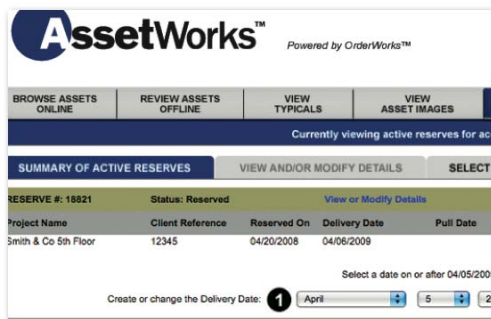 AssetWorks™ Powered by OrderWorks™
BROWSE ASSETS ONLINE REVIEW ASSETS OFFLINE VIEW TYPICALS VIEW ASSET IMAGES
Currently viewing active reserves for ac
SUMMARY OF ACTIVE RESERVES VIEW AND/OR MODIFY DETAILS SELECT
RESERVE #: 18821 Status: Reserved View or Modify Details
Project Name Client Reference Reserved On Delivery Date Pull Date
Smith & Co 5th Floor 12345 04/20/2008 04/06/2009
Select a date on or after 04/05/2009
Create or change the Delivery Date: 1 April 5 2